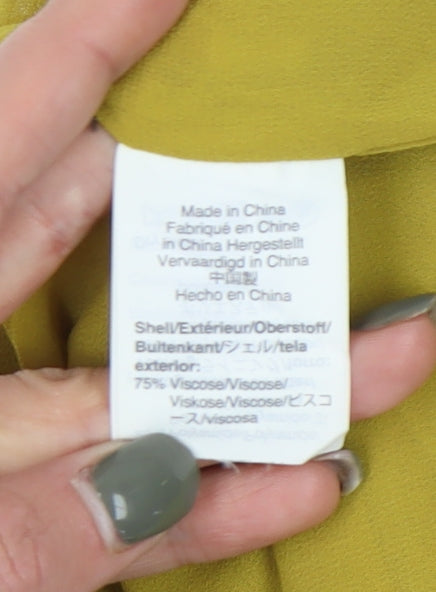 Made in China
Fabriqué en Chine
in China Hergestellt
Vervaardigd in China
中国製
Hecho en China
Shell/Extérieur/Oberstoff/
Buitenkant/シェル/tela
exterior:
75% Viscose/Viscose/
Viskose/Viscose/ビスコ
ース/viscosa